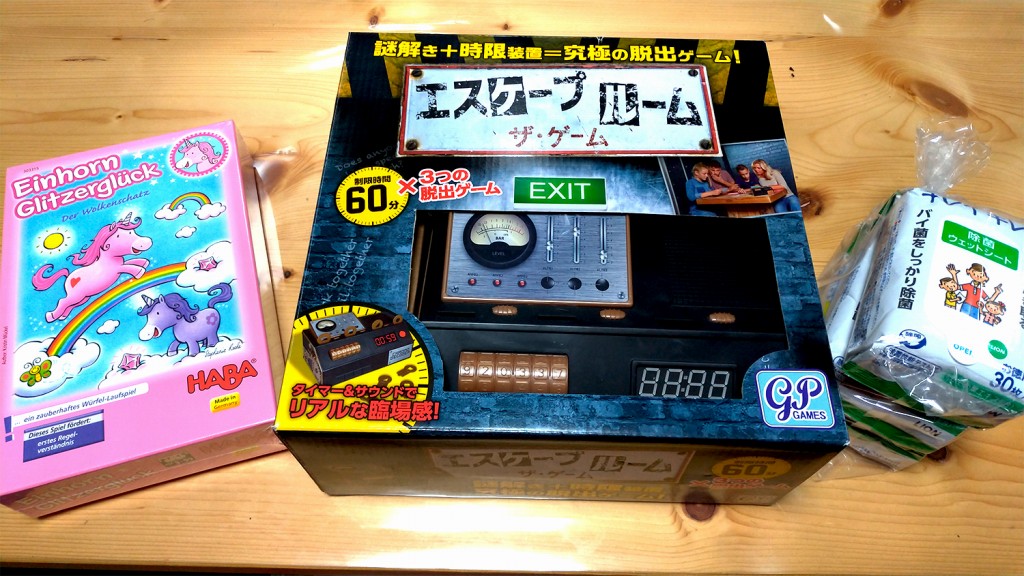 Einhorn
Glitzerglück
Der Wolkenschatz
HABA
Made in
Germany
... ein zauberhaftes Würfel-Laufspiel
Dieses Spiel fördert:
erstes Regel-
verständnis
謎解き+時限装置=究極の脱出ゲーム!
エスケープ ルーム
ザ・ゲーム
制限時間
60分
×3つの
脱出ゲーム
EXIT
LEVEL
00:59
タイマー&サウンドで
リアルな臨場感!
88:88
GP
GAMES
エスケープ ルーム
60
除菌
ウェットシート
バイ菌をしっかり除菌
30枚